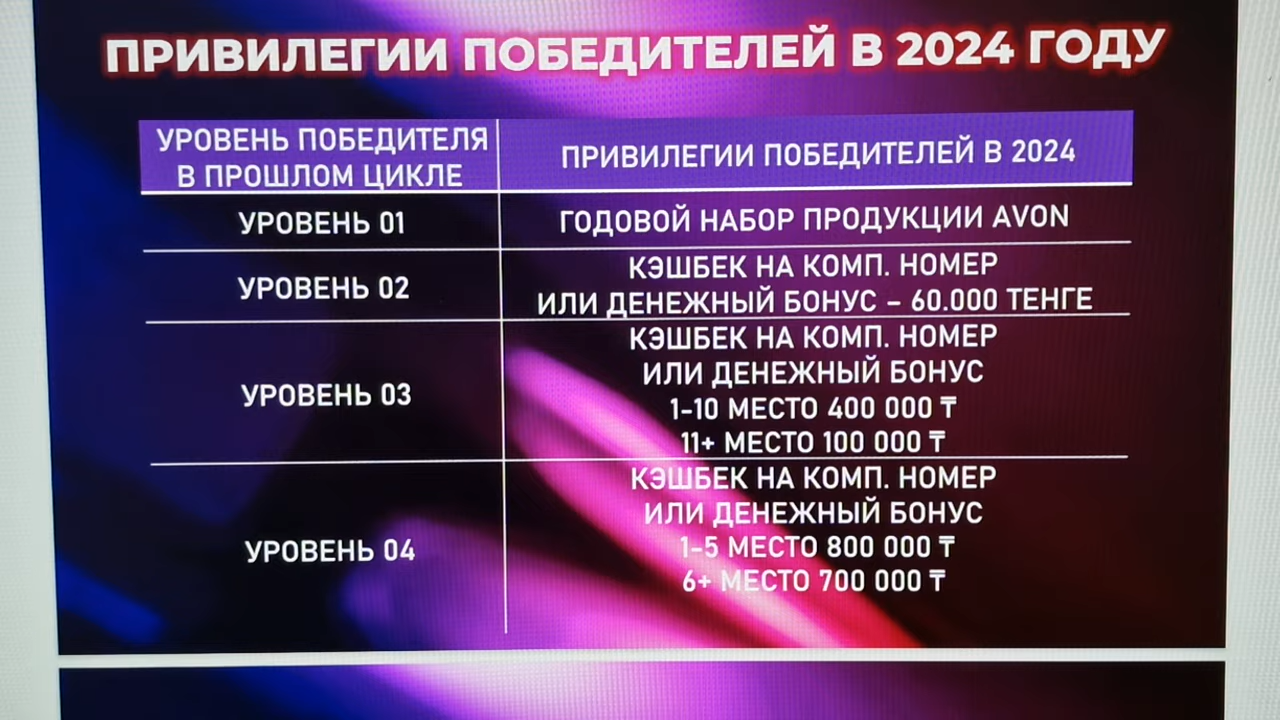 ПРИВИЛЕГИИ ПОБЕДИТЕЛЕЙ В 2024 ГОДУ
УРОВЕНЬ ПОБЕДИТЕЛЯ
В ПРОШЛОМ ЦИКЛЕ
ПРИВИЛЕГИИ ПОБЕДИТЕЛЕЙ В 2024
УРОВЕНЬ 01
ГОДОВОЙ НАБОР ПРОДУКЦИИ AVON
УРОВЕНЬ 02
КЭШБЕК НА КОМП. НОМЕР
ИЛИ ДЕНЕЖНЫЙ БОНУС – 60.000 ТЕНГЕ
УРОВЕНЬ 03
КЭШБЕК НА КОМП. НОМЕР
ИЛИ ДЕНЕЖНЫЙ БОНУС
1-10 МЕСТО 400 000 ₸
11+ МЕСТО 100 000 ₸
УРОВЕНЬ 04
КЭШБЕК НА КОМП. НОМЕР
ИЛИ ДЕНЕЖНЫЙ БОНУС
1-5 МЕСТО 800 000 ₸
6+ МЕСТО 700 000 ₸